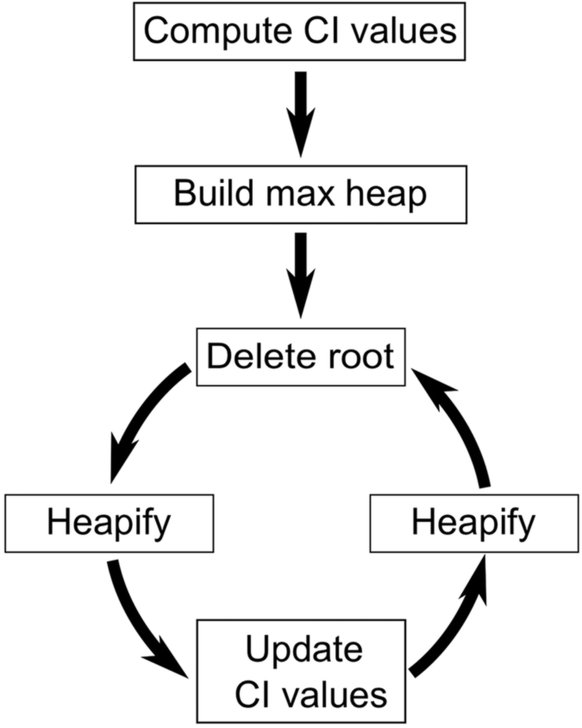 Compute CI values
Build max heap
Delete root
Heapify
Heapify
Update
CI values